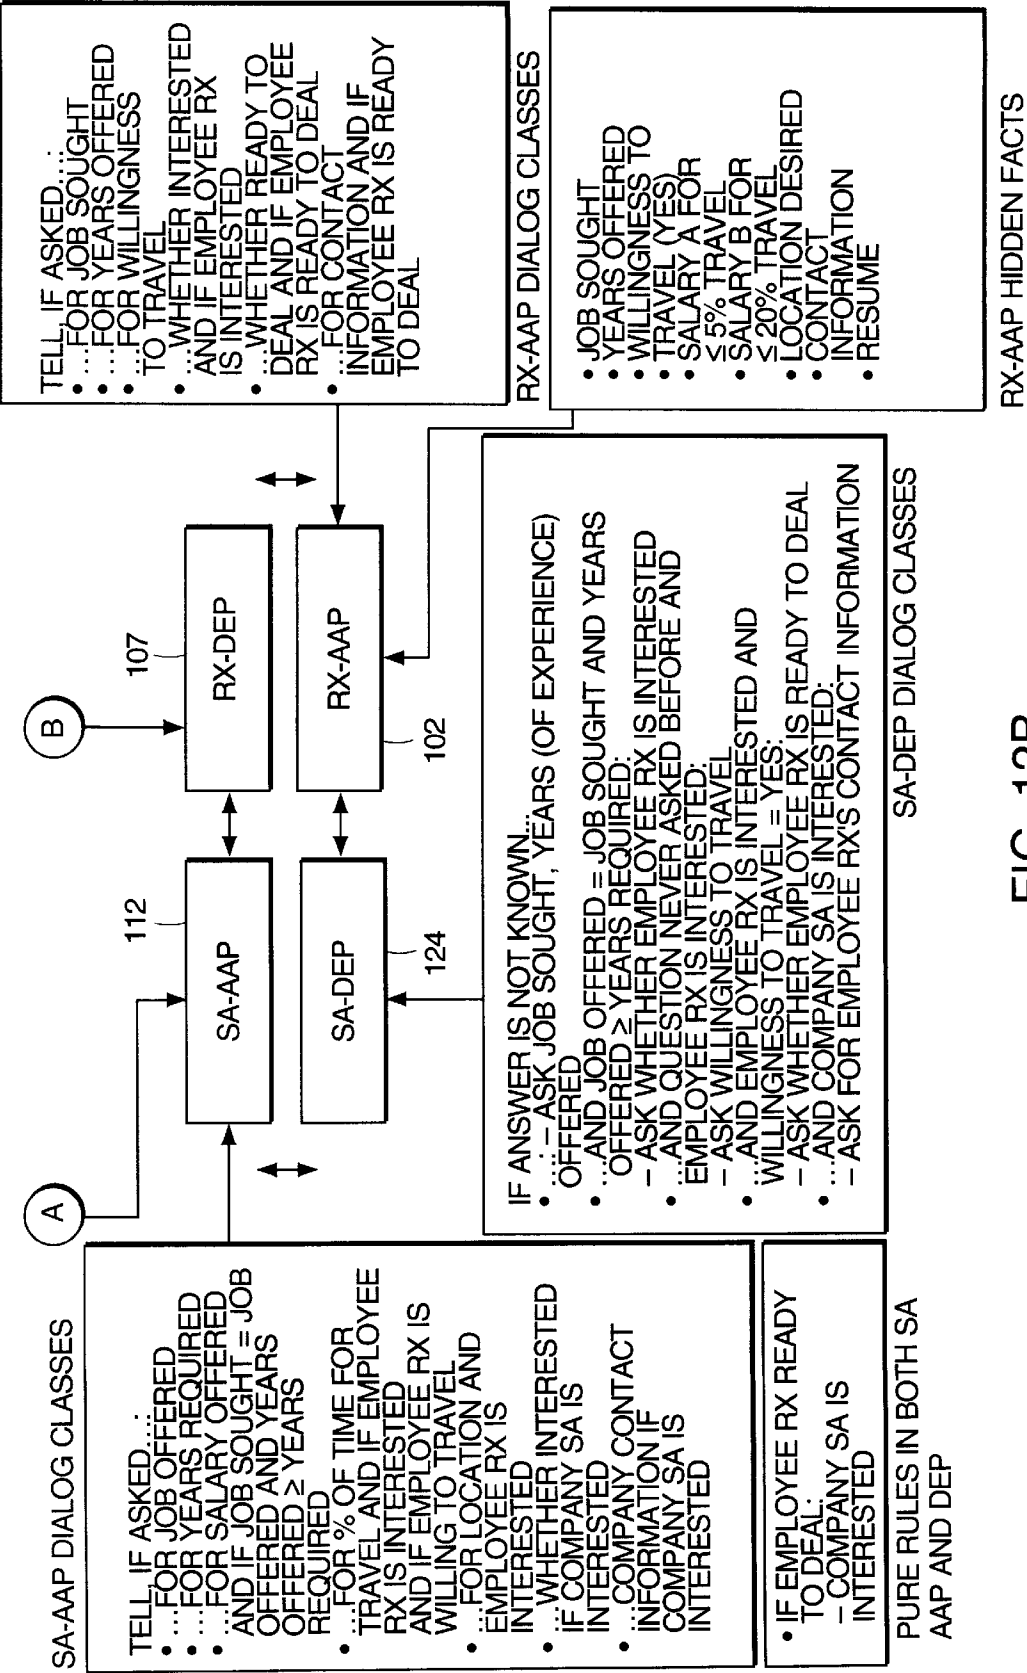 SA-AAP DIALOG CLASSES
TELL, IF ASKED....:
• ...FOR JOB OFFERED
• ...FOR YEARS REQUIRED
• ...FOR SALARY OFFERED
AND IF JOB SOUGHT = JOB
OFFERED AND YEARS
OFFERED ≥ YEARS
REQUIRED
• ...FOR % OF TIME FOR
TRAVEL AND IF EMPLOYEE
RX IS INTERESTED
AND IF EMPLOYEE RX IS
WILLING TO TRAVEL
• ...FOR LOCATION AND
EMPLOYEE RX IS
INTERESTED
• ...WHETHER INTERESTED
IF COMPANY SA IS
INTERESTED
• ...COMPANY CONTACT
INFORMATION IF
COMPANY SA IS
INTERESTED
• IF EMPLOYEE RX READY
TO DEAL:
– COMPANY SA IS
INTERESTED
PURE RULES IN BOTH SA
AAP AND DEP
A
112
SA-AAP
SA-DEP
124
B
107
RX-DEP
RX-AAP
102
IF ANSWER IS NOT KNOWN...
• ...: – ASK JOB SOUGHT, YEARS (OF EXPERIENCE)
OFFERED
• ...AND JOB OFFERED = JOB SOUGHT AND YEARS
OFFERED ≥ YEARS REQUIRED:
– ASK WHETHER EMPLOYEE RX IS INTERESTED
• ...AND QUESTION NEVER ASKED BEFORE AND
EMPLOYEE RX IS INTERESTED:
– ASK WILLINGNESS TO TRAVEL
• ...AND EMPLOYEE RX IS INTERESTED AND
WILLINGNESS TO TRAVEL = YES:
– ASK WHETHER EMPLOYEE RX IS READY TO DEAL
• ...AND COMPANY SA IS INTERESTED:
– ASK FOR EMPLOYEE RX'S CONTACT INFORMATION
SA-DEP DIALOG CLASSES
TELL, IF ASKED....:
• ...FOR JOB SOUGHT
• ...FOR YEARS OFFERED
• ...FOR WILLINGNESS
TO TRAVEL
• ...WHETHER INTERESTED
AND IF EMPLOYEE RX
IS INTERESTED
• ...WHETHER READY TO
DEAL AND IF EMPLOYEE
RX IS READY TO DEAL
• ...FOR CONTACT
INFORMATION AND IF
EMPLOYEE RX IS READY
TO DEAL
RX-AAP DIALOG CLASSES
• JOB SOUGHT
• YEARS OFFERED
• WILLINGNESS TO
• TRAVEL (YES)
• SALARY A FOR
≤ 5% TRAVEL
• SALARY B FOR
≤ 20% TRAVEL
• LOCATION DESIRED
• CONTACT
INFORMATION
• RESUME
RX-AAP HIDDEN FACTS